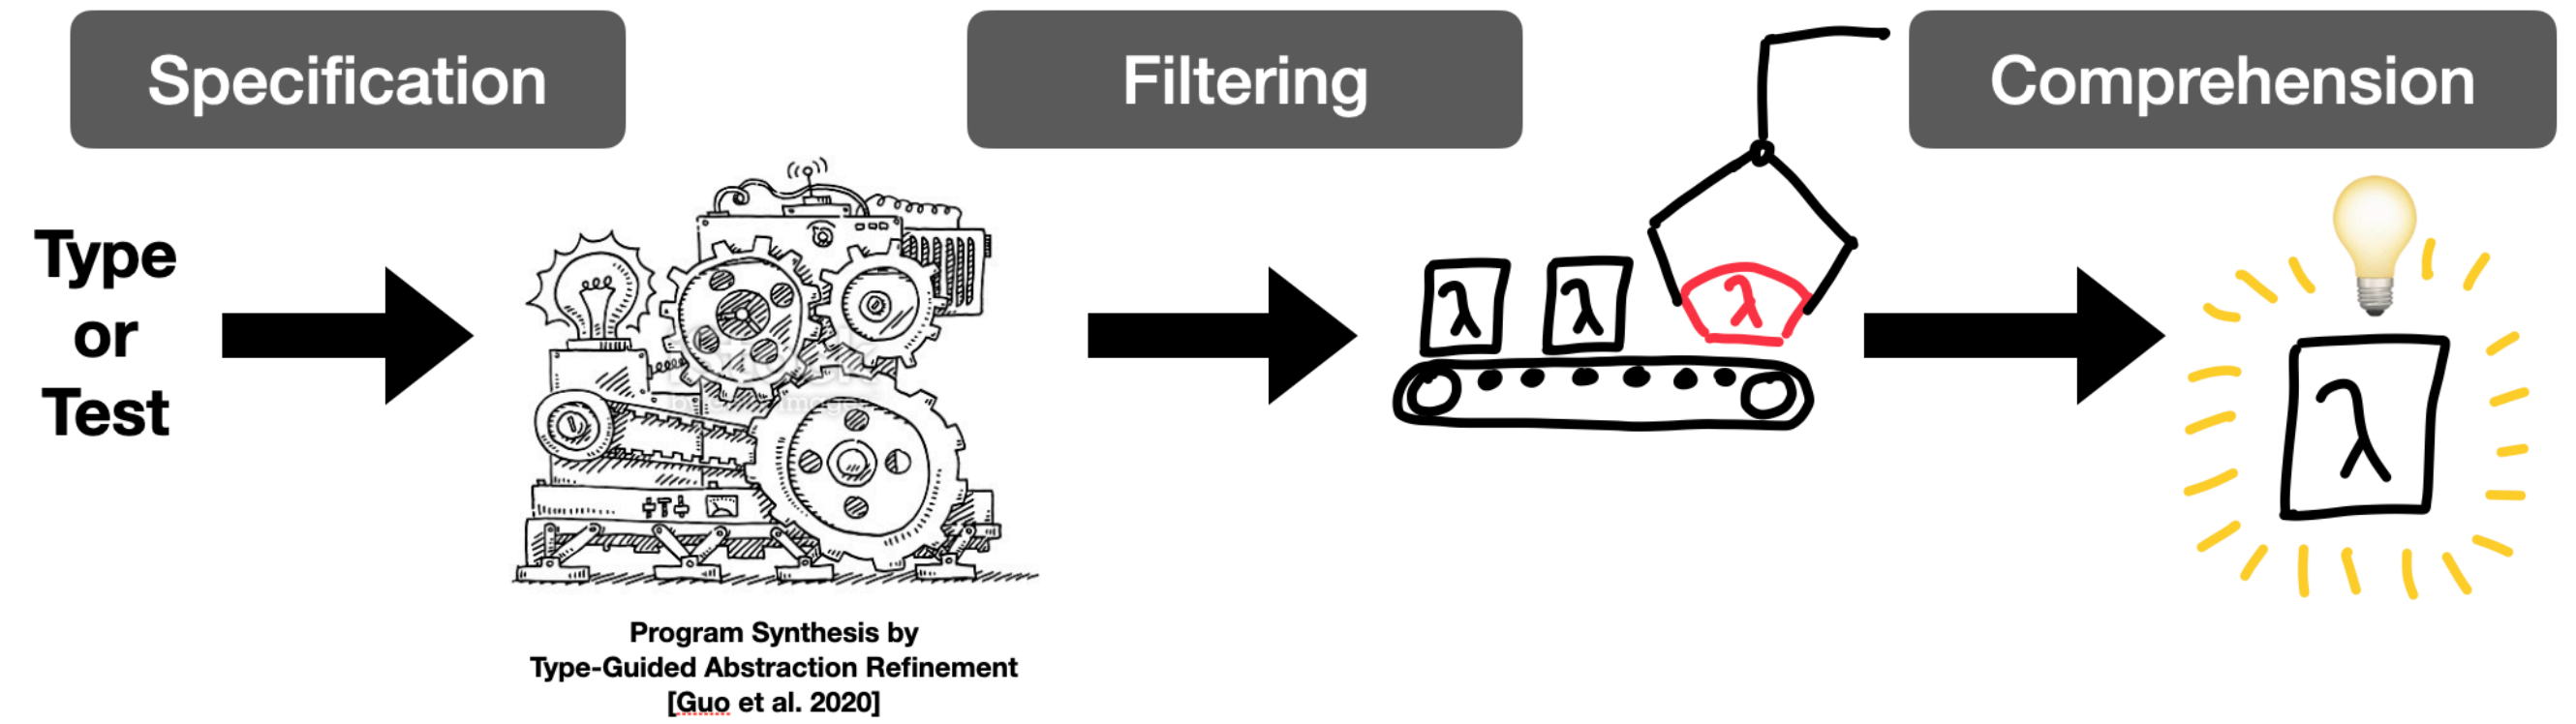 Specification
Filtering
Comprehension
Type
or
Test
λ
λ
λ
λ
Program Synthesis by
Type-Guided Abstraction Refinement
[Guo et al. 2020]